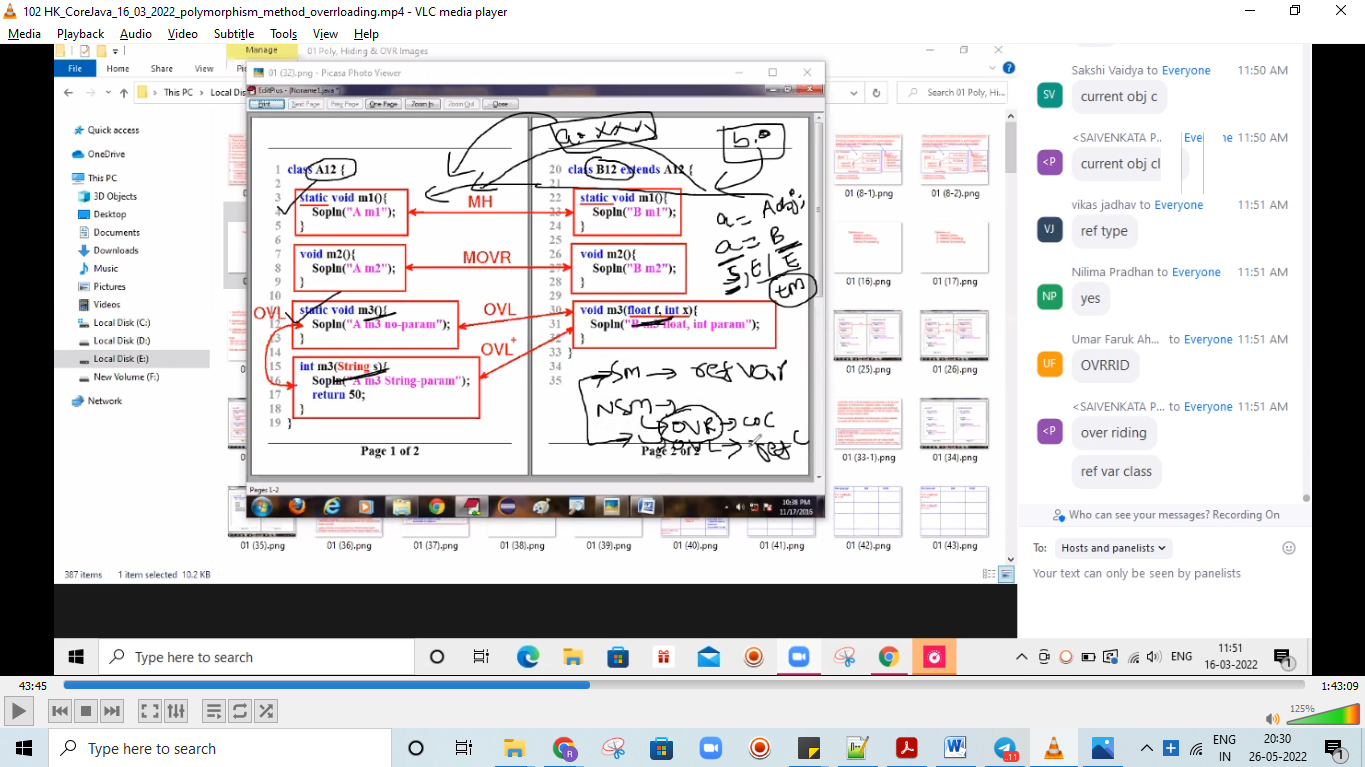 102 HK_CoreJava_16_03_2022_polymorphism_method_overloading.mp4 - VLC media player
Media Playback Audio Video Subtitle Tools View Help
Manage
01 Poly, Hiding & OVR Images
File Home Share View
This PC
Local Dis
Search 01 Poly, Hi...
Quick access
OneDrive
This PC
3D Objects
Desktop
Documents
Downloads
Music
Pictures
Videos
Local Disk (C:)
Local Disk (D:)
Local Disk (E:)
New Volume (F:)
Network
387 items 1 item selected 10.2 KB
01 (32).png - Picasa Photo Viewer
EditPlus - [Noname1.java *]
Print Next Page Prev Page One Page Zoom In Zoom Out Close
1 class A12 {
2
3 static void m1(){
4 Sopln("A m1");
5 }
6
7 void m2(){
8 Sopln("A m2");
9 }
10
static void m3(){
12 Sopln("A m3 no-param");
13 }
14
15 int m3(String s){
16 Sopln("A m3 String-param");
17 return 50;
18 }
19 }
Page 1 of 2
MH
MOVR
OVL
OVL
OVL+
20 class B12 extends A12 {
21
22 static void m1(){
23 Sopln("B m1");
24 }
25
26 void m2(){
27 Sopln("B m2");
28 }
29
30 void m3(float f, int x){
31 Sopln("B m3 float, int param");
32 }
33 }
34
35
Page 2 of 2
b.
a =
a = B
S, E/E
tm
SM → ref var
NSM →
OVR → COC
OVL →
Pages 1-2
10:38 PM
11/17/2016
01 (8-1).png 01 (8-2).png
01 (16).png 01 (17).png
01 (25).png 01 (26).png
01 (33-1).png 01 (34).png
01 (35).png 01 (36).png 01 (37).png 01 (38).png 01 (39).png 01 (40).png 01 (41).png 01 (42).png 01 (43).png
Sakshi Vaidya to Everyone 11:50 AM
SV
current obj c
<SAIVENKATA P... Eve ne 11:50 AM
<P
current obj cl
vikas jadhav to Everyone 11:51 AM
VJ
ref type
Nilima Pradhan to Everyone 11:51 AM
NP
yes
Umar Faruk Ah... to Everyone 11:51 AM
UF
OVRRID
<SAIVENKATA P... to Everyone 11:51 AM
<P
over riding
ref var class
Who can see your messages? Recording On
To: Hosts and panelists
Your text can only be seen by panelists
Type here to search
ENG
11:51
16-03-2022
1
43:45
1:43:09
125%
Type here to search
R
11
ENG
IN
20:30
26-05-2022
1